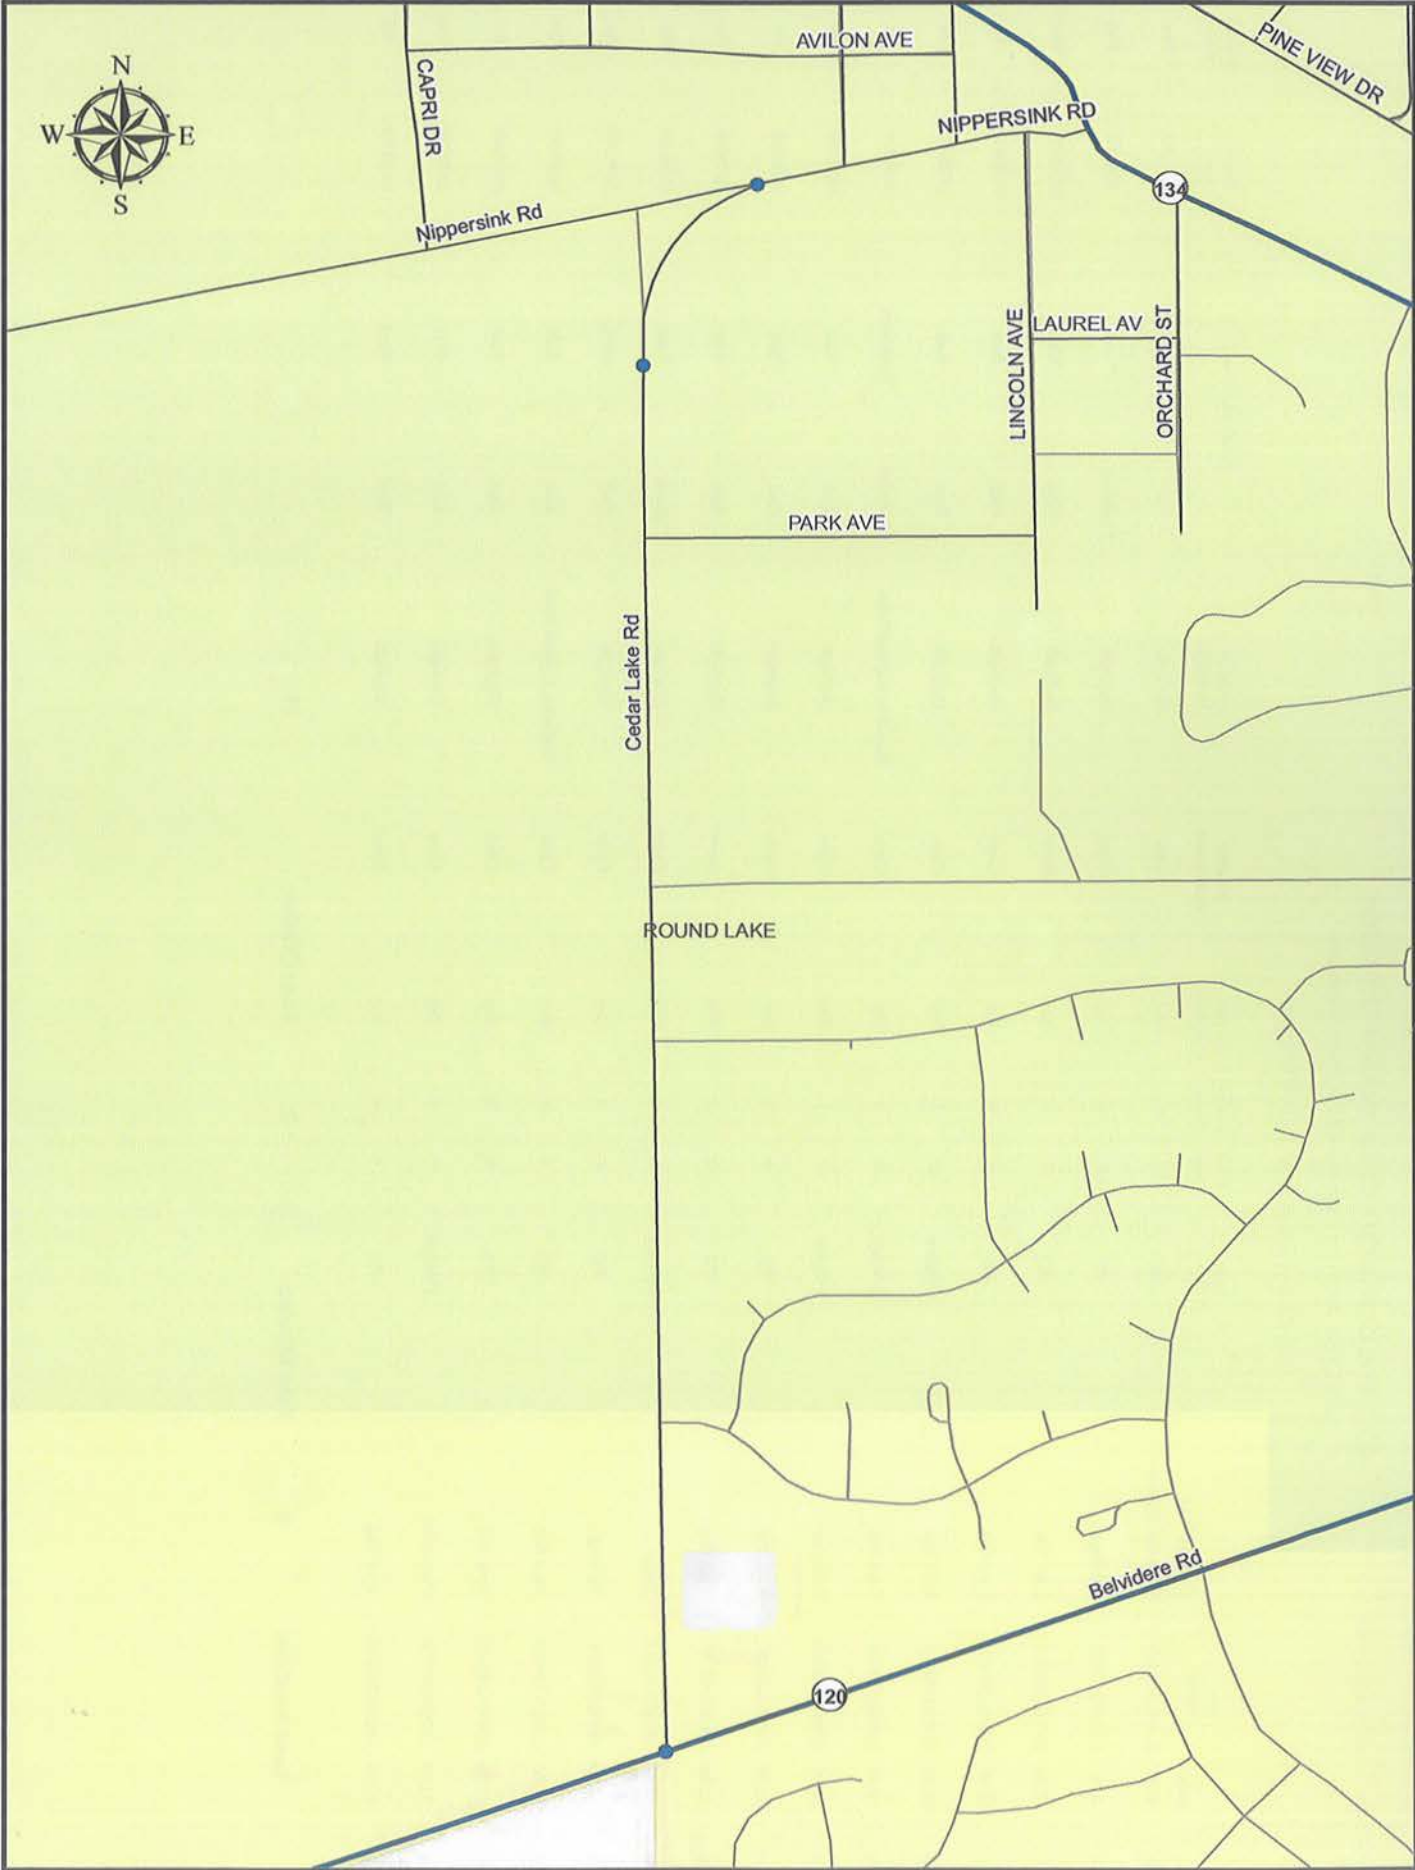 AVILON AVE
PINE VIEW DR
N
CAPRI DR
W
E
NIPPERSINK RD
134
S
Nippersink Rd
LINCOLN AVE
LAUREL AV
ORCHARD ST
PARK AVE
Cedar Lake Rd
ROUND LAKE
Belvidere Rd
120